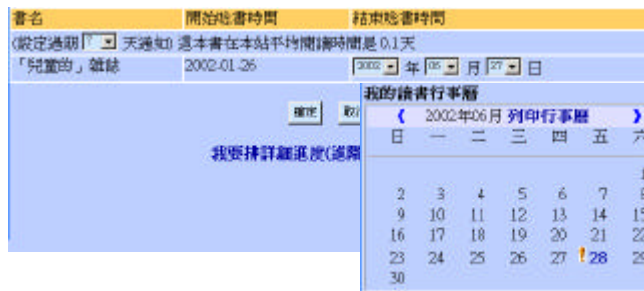 書名 開始唸書時間 結束唸書時間
(設定過期 7 天通知) 這本書在本站平均閱讀時間是 0.1天
「兒童的」雜誌 2002-01-26 2002 年 06 月 27 日
確定 取消
我要排詳細進度(進階
我的讀書行事曆
《 2002年06月 列印行事曆 》
日 一 二 三 四 五 六
1
2 3 4 5 6 7 8
9 10 11 12 13 14 15
16 17 18 19 20 21 22
23 24 25 26 27 !28 29
30